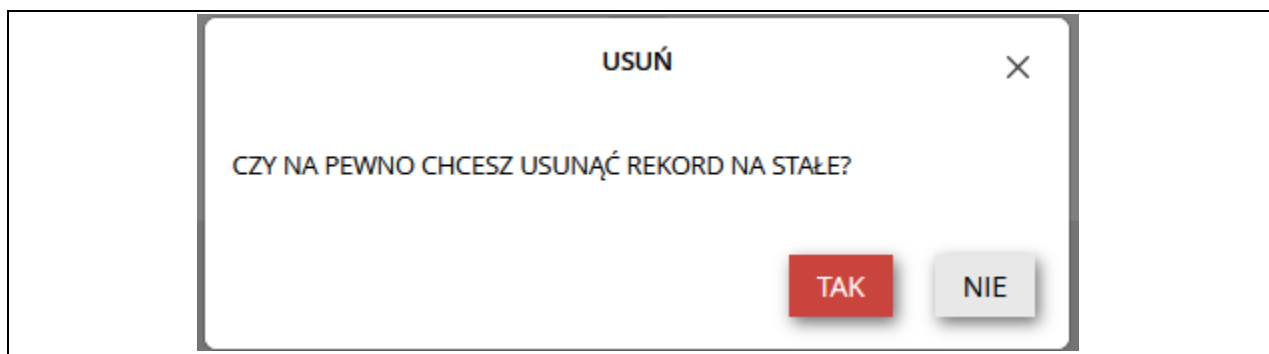 USUŃ
CZY NA PEWNO CHCESZ USUNĄĆ REKORD NA STAŁE?
TAK NIE